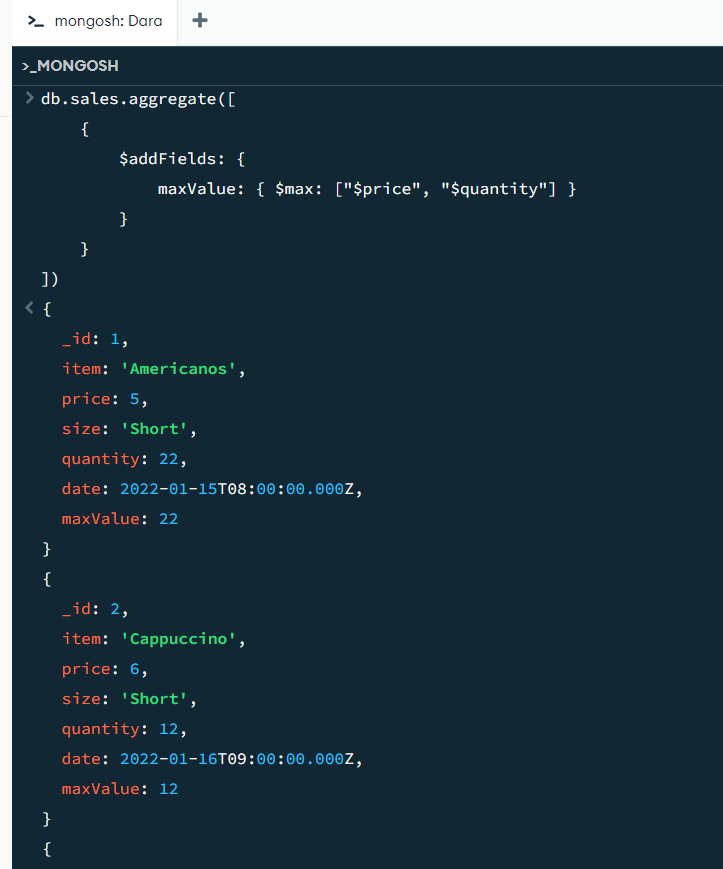 >_ mongosh: Dara +
>_MONGOSH
> db.sales.aggregate([
    {
        $addFields: {
            maxValue: { $max: ["$price", "$quantity"] }
        }
    }
])
< {
  _id: 1,
  item: 'Americanos',
  price: 5,
  size: 'Short',
  quantity: 22,
  date: 2022-01-15T08:00:00.000Z,
  maxValue: 22
}
{
  _id: 2,
  item: 'Cappuccino',
  price: 6,
  size: 'Short',
  quantity: 12,
  date: 2022-01-16T09:00:00.000Z,
  maxValue: 12
}
{